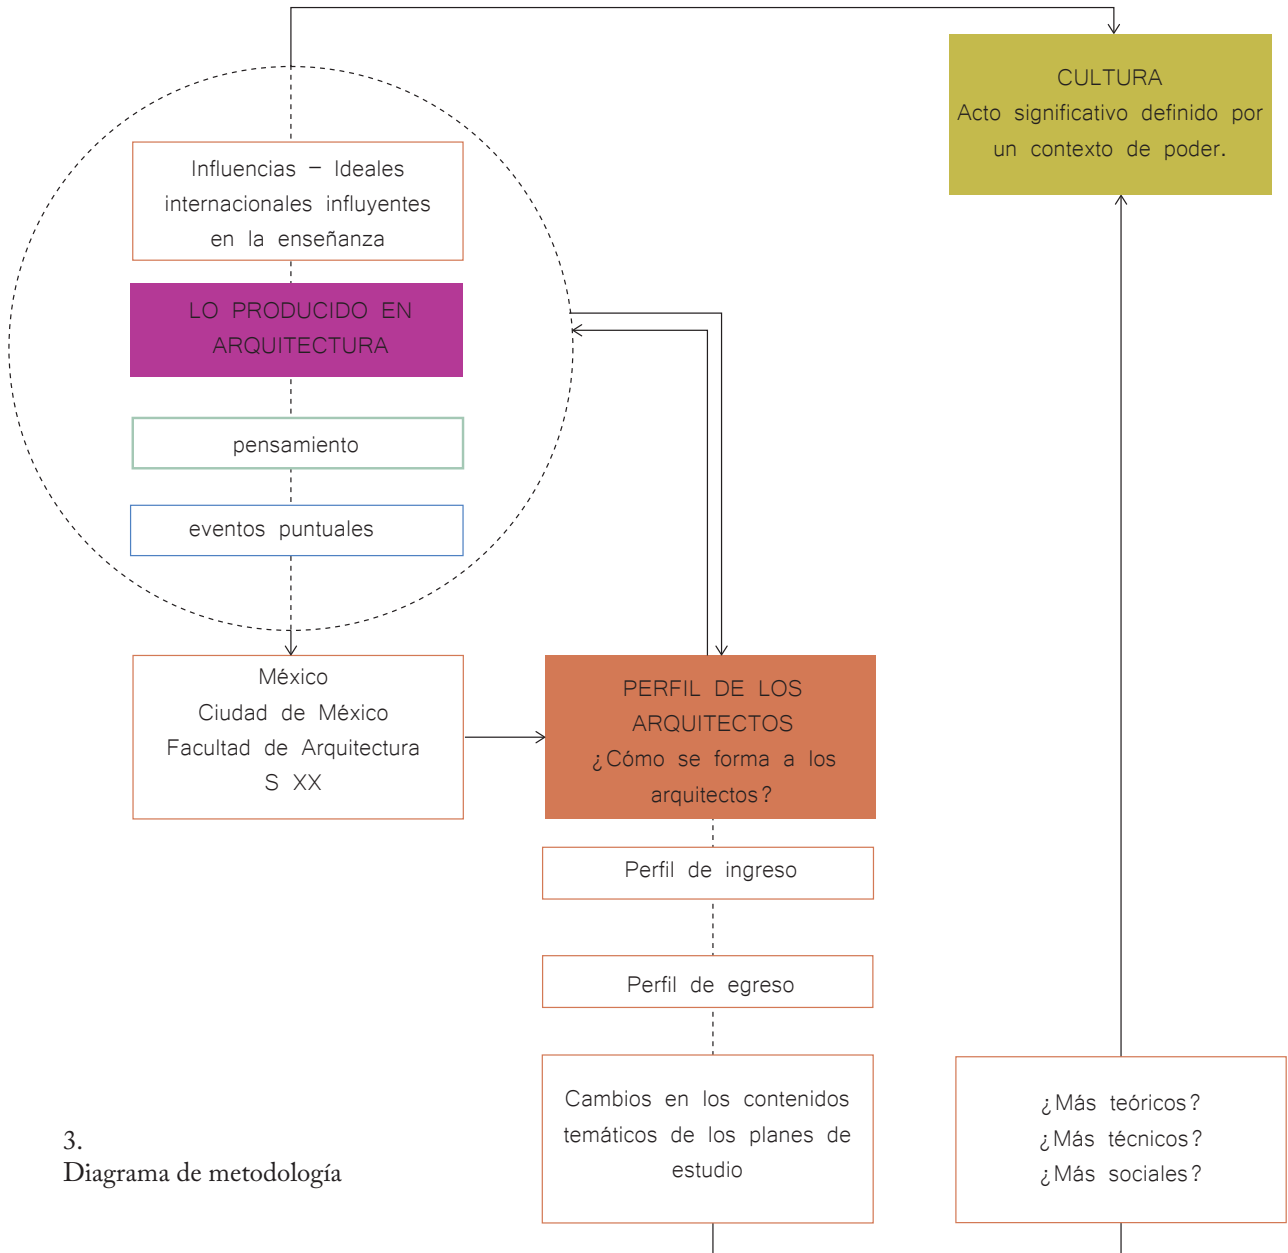 CULTURA
Acto significativo definido por
un contexto de poder.
Influencias – Ideales
internacionales influyentes
en la enseñanza
LO PRODUCIDO EN
ARQUITECTURA
pensamiento
eventos puntuales
México
Ciudad de México
Facultad de Arquitectura
S XX
PERFIL DE LOS
ARQUITECTOS
¿Cómo se forma a los
arquitectos?
Perfil de ingreso
Perfil de egreso
Cambios en los contenidos
temáticos de los planes de
estudio
¿Más teóricos?
¿Más técnicos?
¿Más sociales?
3.
Diagrama de metodología